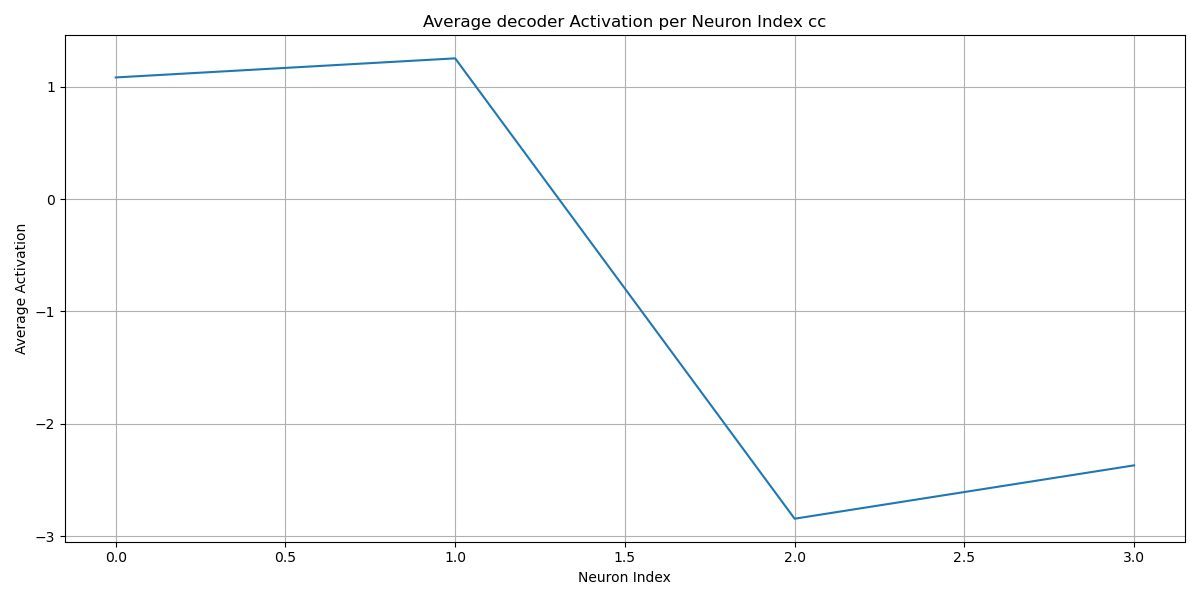 Average decoder Activation per Neuron Index cc
Average Activation
1
0
−1
−2
−3
0.0 0.5 1.0 1.5 2.0 2.5 3.0
Neuron Index